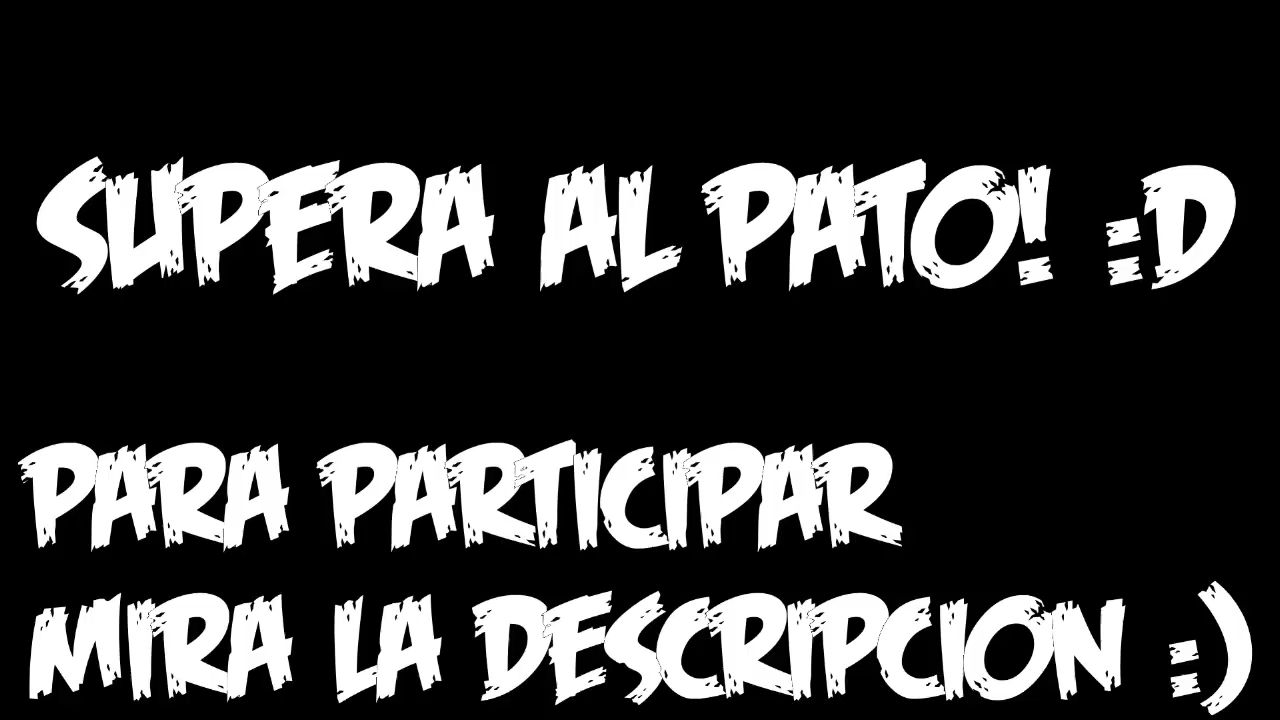 SUPERA AL PATO! :D
PARA PARTICIPAR
MIRA LA DESCRIPCION :)